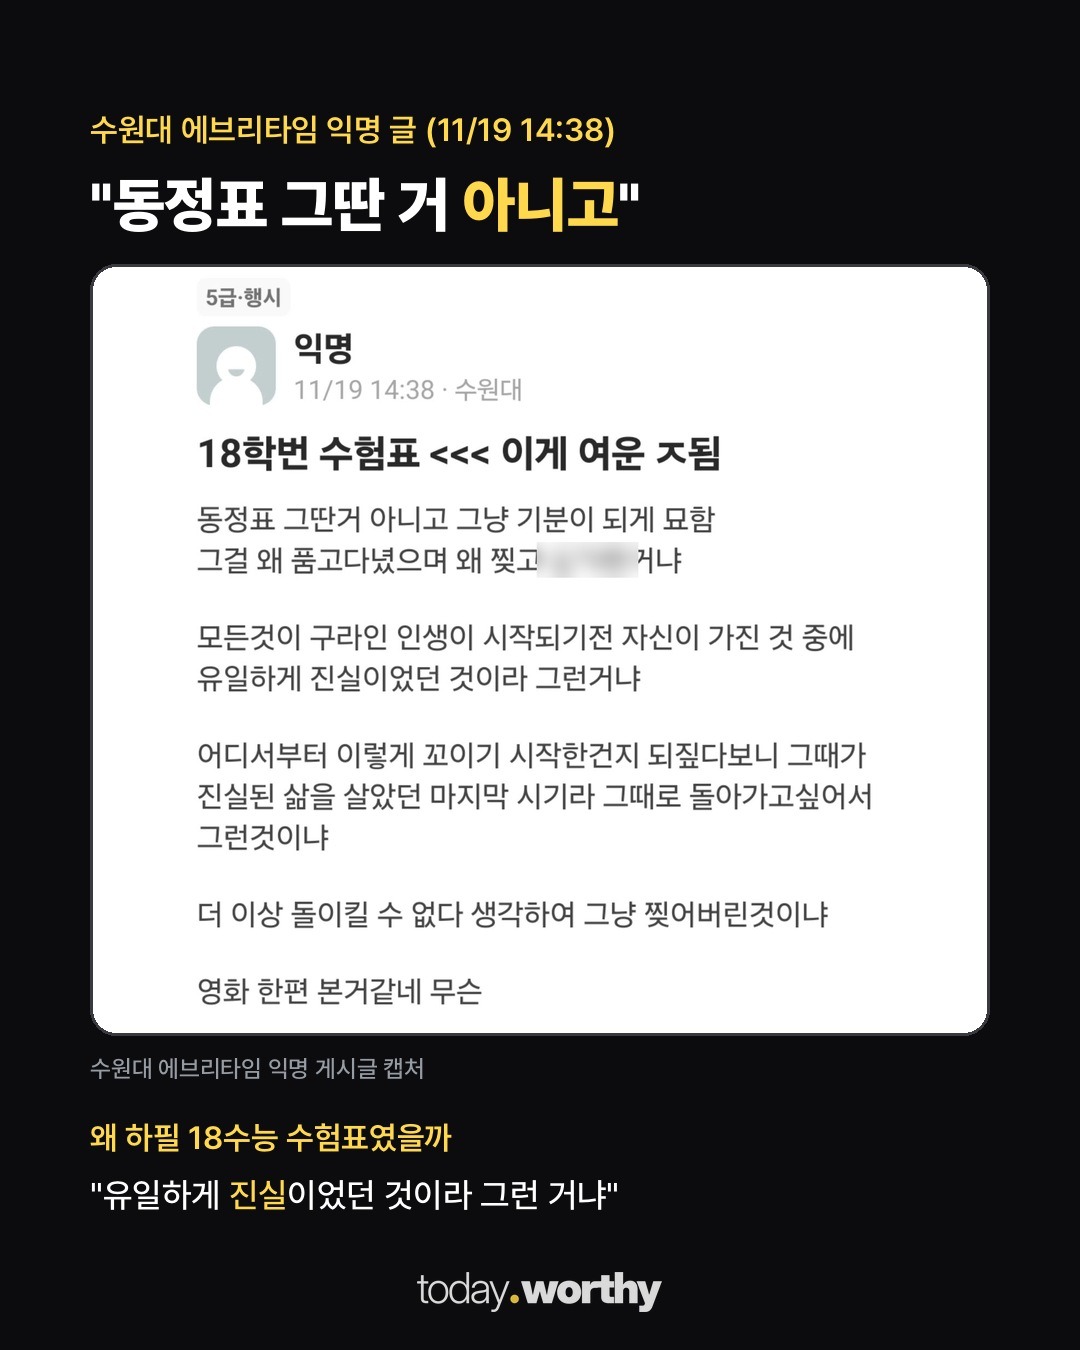 수원대 에브리타임 익명 글 (11/19 14:38)
"동정표 그딴 거 아니고"
5급·행시
익명
11/19 14:38 · 수원대
18학번 수험표 <<< 이게 여운 ㅈ됨
동정표 그딴거 아니고 그냥 기분이 되게 묘함
그걸 왜 품고다녔으며 왜 찢고 거냐
모든것이 구라인 인생이 시작되기전 자신이 가진 것 중에
유일하게 진실이었던 것이라 그런거냐
어디서부터 이렇게 꼬이기 시작한건지 되짚다보니 그때가
진실된 삶을 살았던 마지막 시기라 그때로 돌아가고싶어서
그런것이냐
더 이상 돌이킬 수 없다 생각하여 그냥 찢어버린것이냐
영화 한편 본거같네 무슨
수원대 에브리타임 익명 게시글 캡처
왜 하필 18수능 수험표였을까
"유일하게 진실이었던 것이라 그런 거냐"
today.worthy